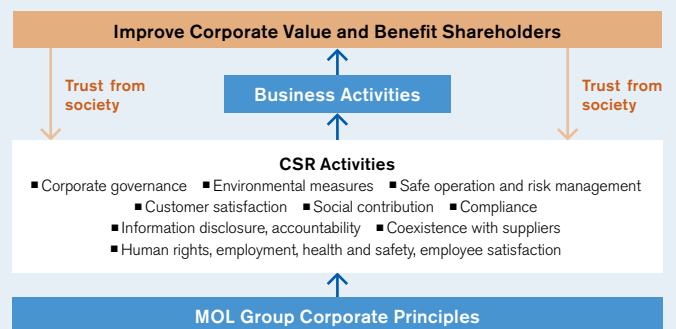 Improve Corporate Value and Benefit Shareholders
Trust from
society
Business Activities
Trust from
society
CSR Activities
■ Corporate governance ■ Environmental measures ■ Safe operation and risk management
■ Customer satisfaction ■ Social contribution ■ Compliance
■ Information disclosure, accountability ■ Coexistence with suppliers
■ Human rights, employment, health and safety, employee satisfaction
MOL Group Corporate Principles